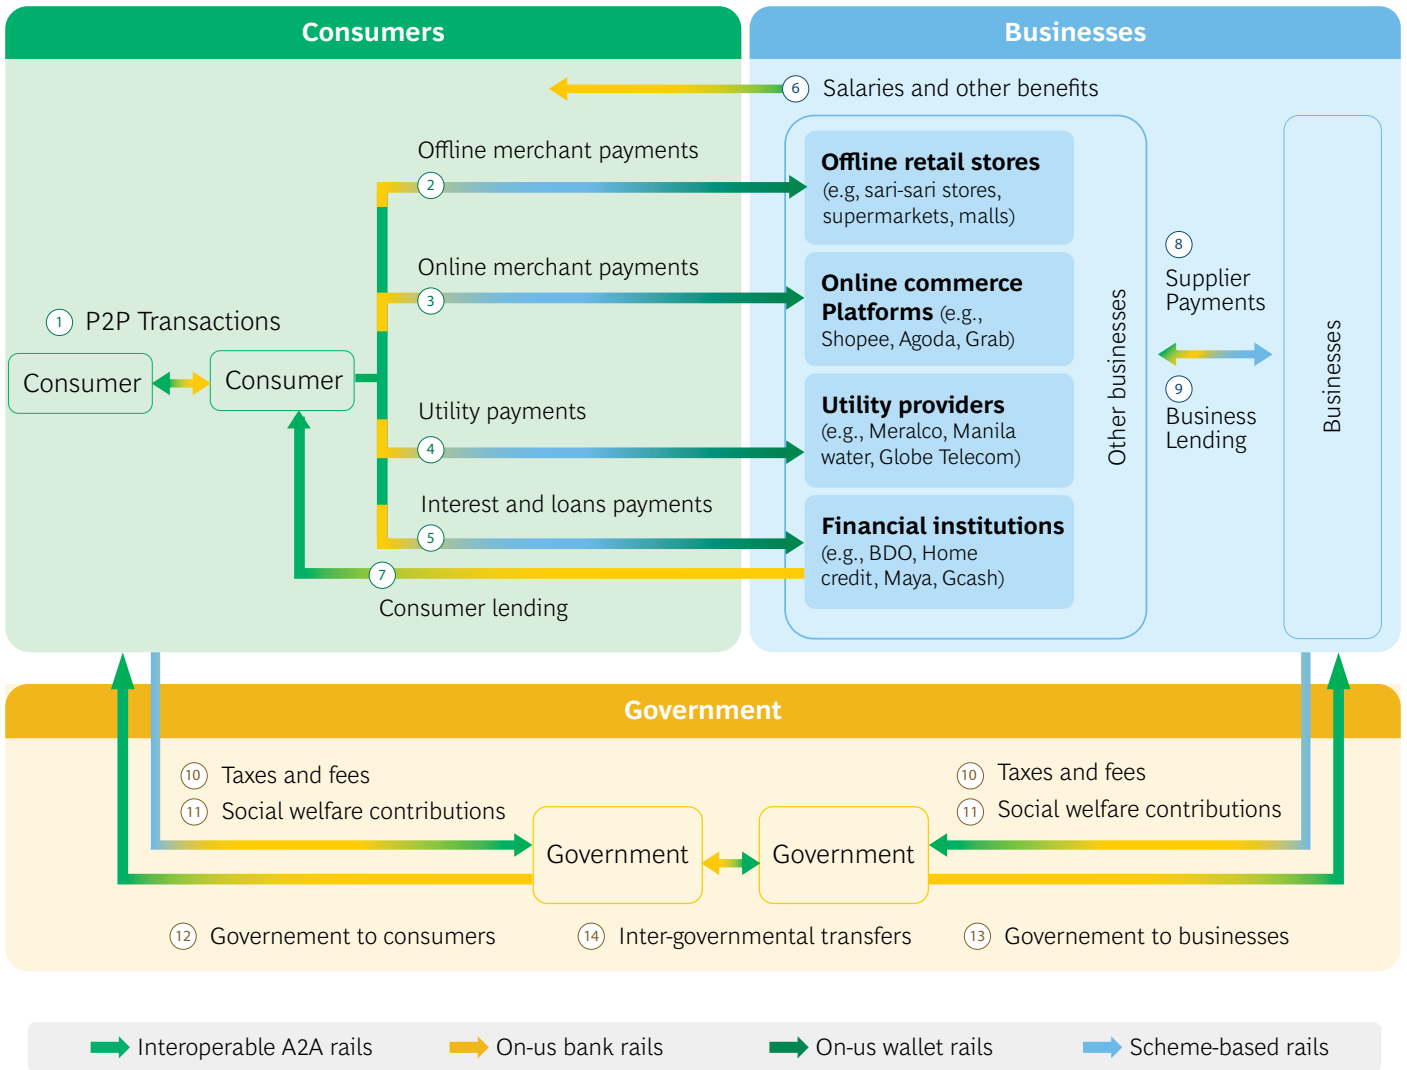 Consumers
Businesses
6 Salaries and other benefits
Offline merchant payments
2
Offline retail stores
(e.g, sari-sari stores,
supermarkets, malls)
Online merchant payments
3
Online commerce
Platforms (e.g.,
Shopee, Agoda, Grab)
1 P2P Transactions
Consumer
Consumer
Utility payments
4
Utility providers
(e.g., Meralco, Manila
water, Globe Telecom)
Interest and loans payments
5
Financial institutions
(e.g., BDO, Home
credit, Maya, Gcash)
7
Consumer lending
Other businesses
8
Supplier
Payments
9
Business
Lending
Businesses
Government
10 Taxes and fees
11 Social welfare contributions
10 Taxes and fees
11 Social welfare contributions
Government
Government
12 Governement to consumers
14 Inter-governmental transfers
13 Governement to businesses
Interoperable A2A rails
On-us bank rails
On-us wallet rails
Scheme-based rails